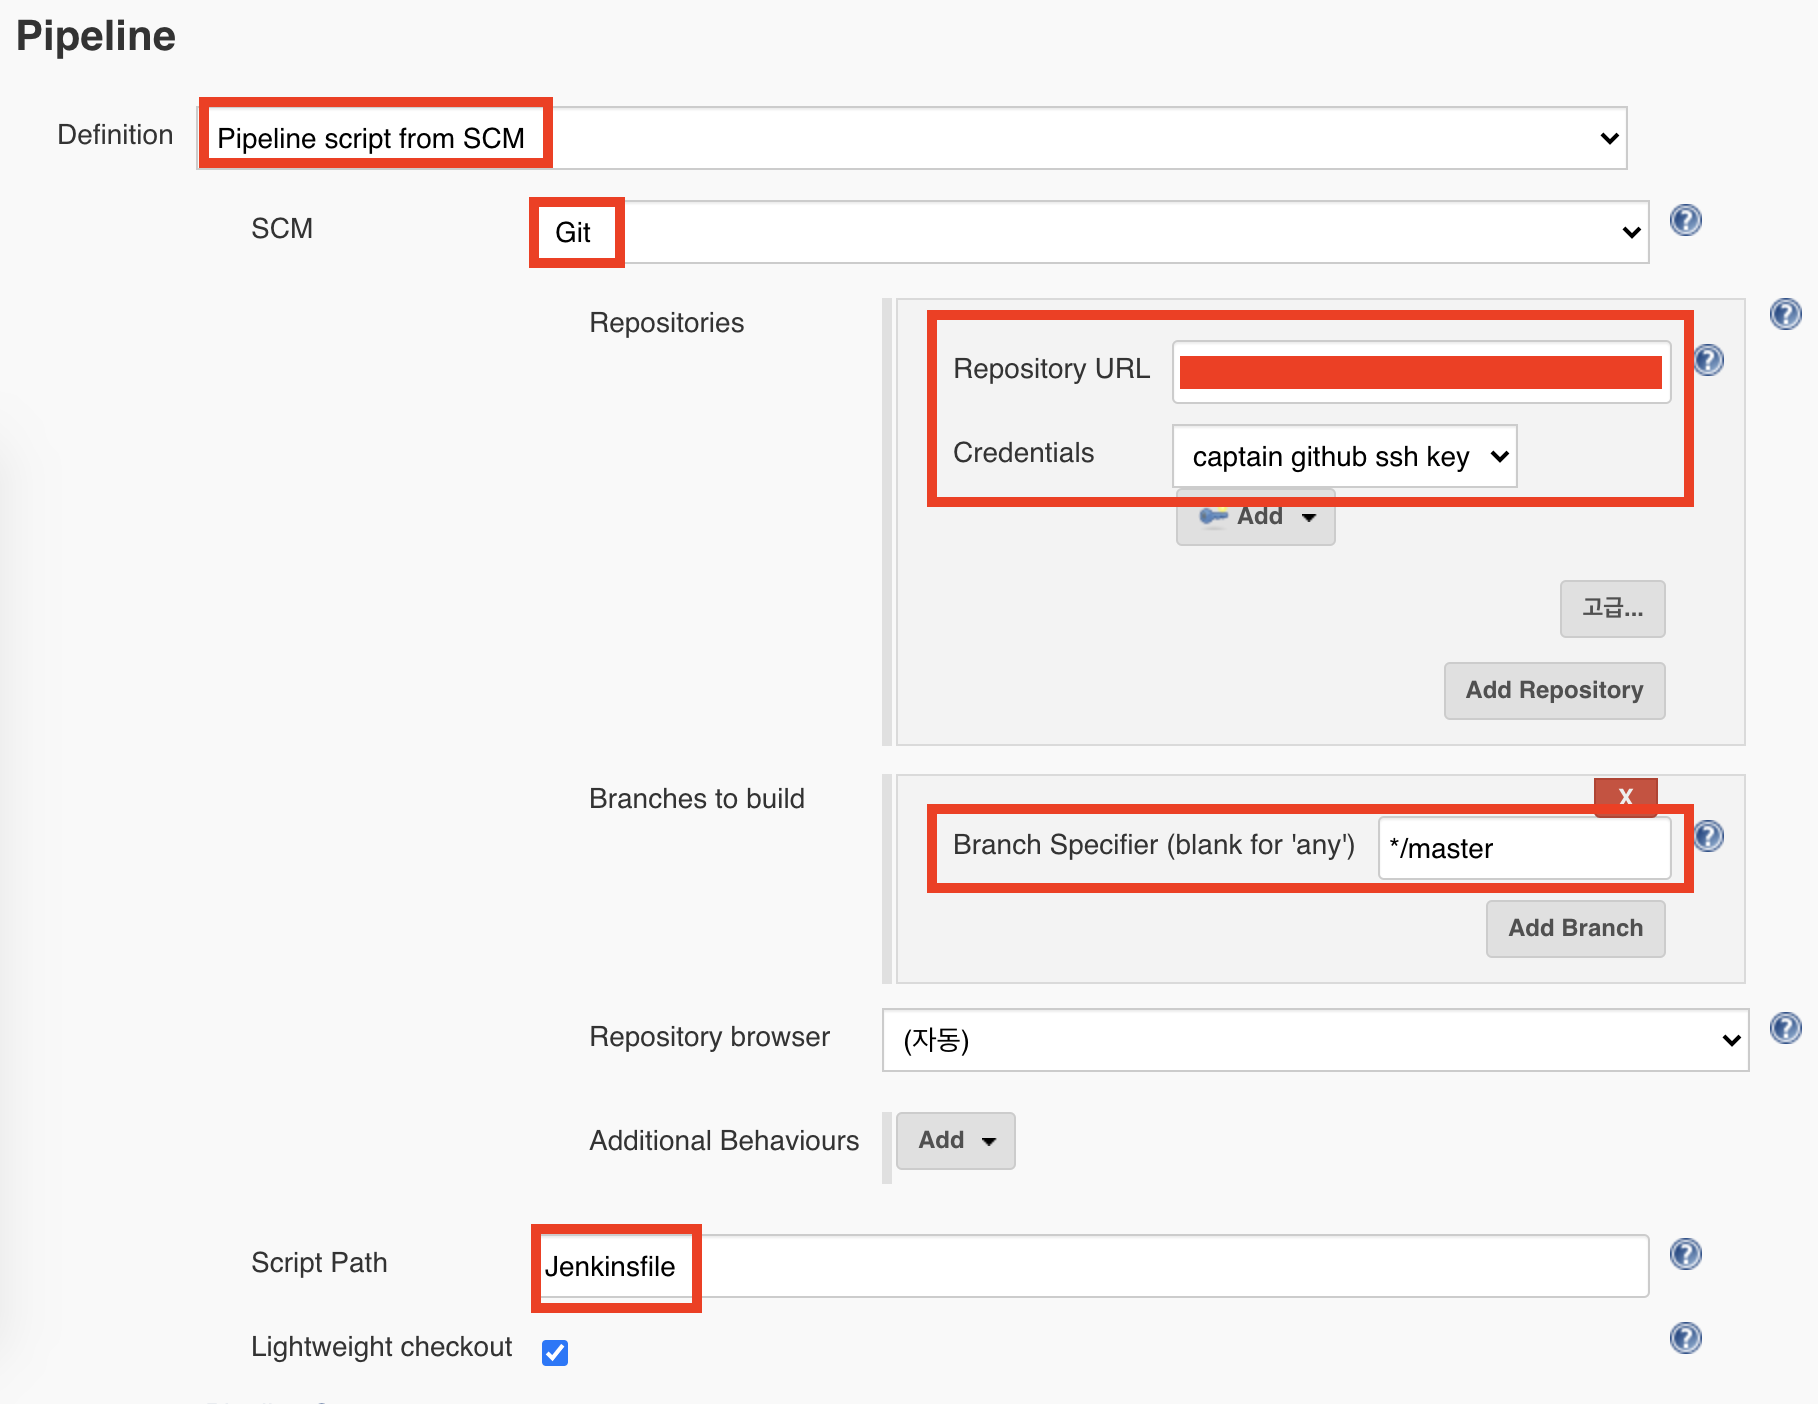 Pipeline
Definition
Pipeline script from SCM
SCM
Git
Repositories
Repository URL
Credentials
captain github ssh key
Add
고급...
Add Repository
Branches to build
X
Branch Specifier (blank for 'any')
*/master
Add Branch
Repository browser
(자동)
Additional Behaviours
Add
Script Path
Jenkinsfile
Lightweight checkout